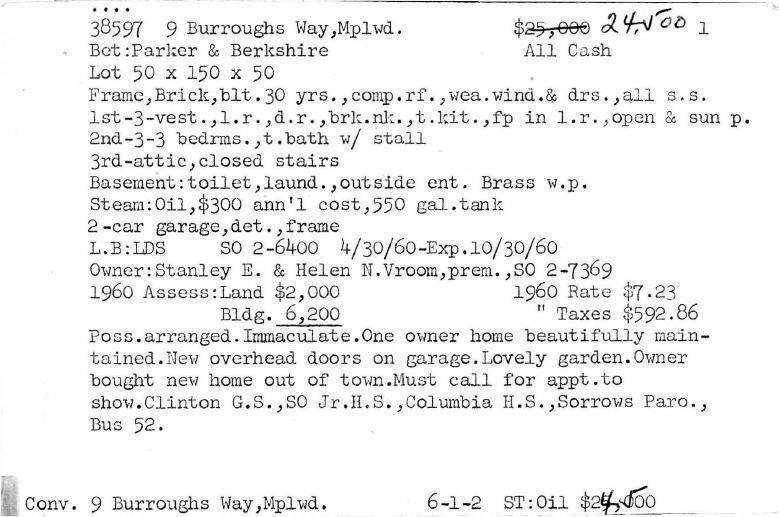 38597 9 Burroughs Way,Mplwd. $25,000 24,500 1
Bet:Parker & Berkshire All Cash
Lot 50 x 150 x 50
Frame,Brick,blt.30 yrs.,comp.rf.,wea.wind.& drs.,all s.s.
1st-3-vest.,l.r.,d.r.,brk.nk.,t.kit.,fp in l.r.,open & sun p.
2nd-3-3 bedrms.,t.bath w/ stall
3rd-attic,closed stairs
Basement:toilet,laund.,outside ent. Brass w.p.
Steam:Oil,$300 ann'l cost,550 gal.tank
2-car garage,det.,frame
L.B:LDS SO 2-6400 4/30/60-Exp.10/30/60
Owner:Stanley E. & Helen N.Vroom,prem.,SO 2-7369
1960 Assess:Land $2,000 1960 Rate $7.23
Bldg. 6,200 " Taxes $592.86
Poss.arranged.Immaculate.One owner home beautifully main-
tained.New overhead doors on garage.Lovely garden.Owner
bought new home out of town.Must call for appt.to
show.Clinton G.S.,SO Jr.H.S.,Columbia H.S.,Sorrows Paro.,
Bus 52.
Conv. 9 Burroughs Way,Mplwd. 6-1-2 ST:Oil $24,500